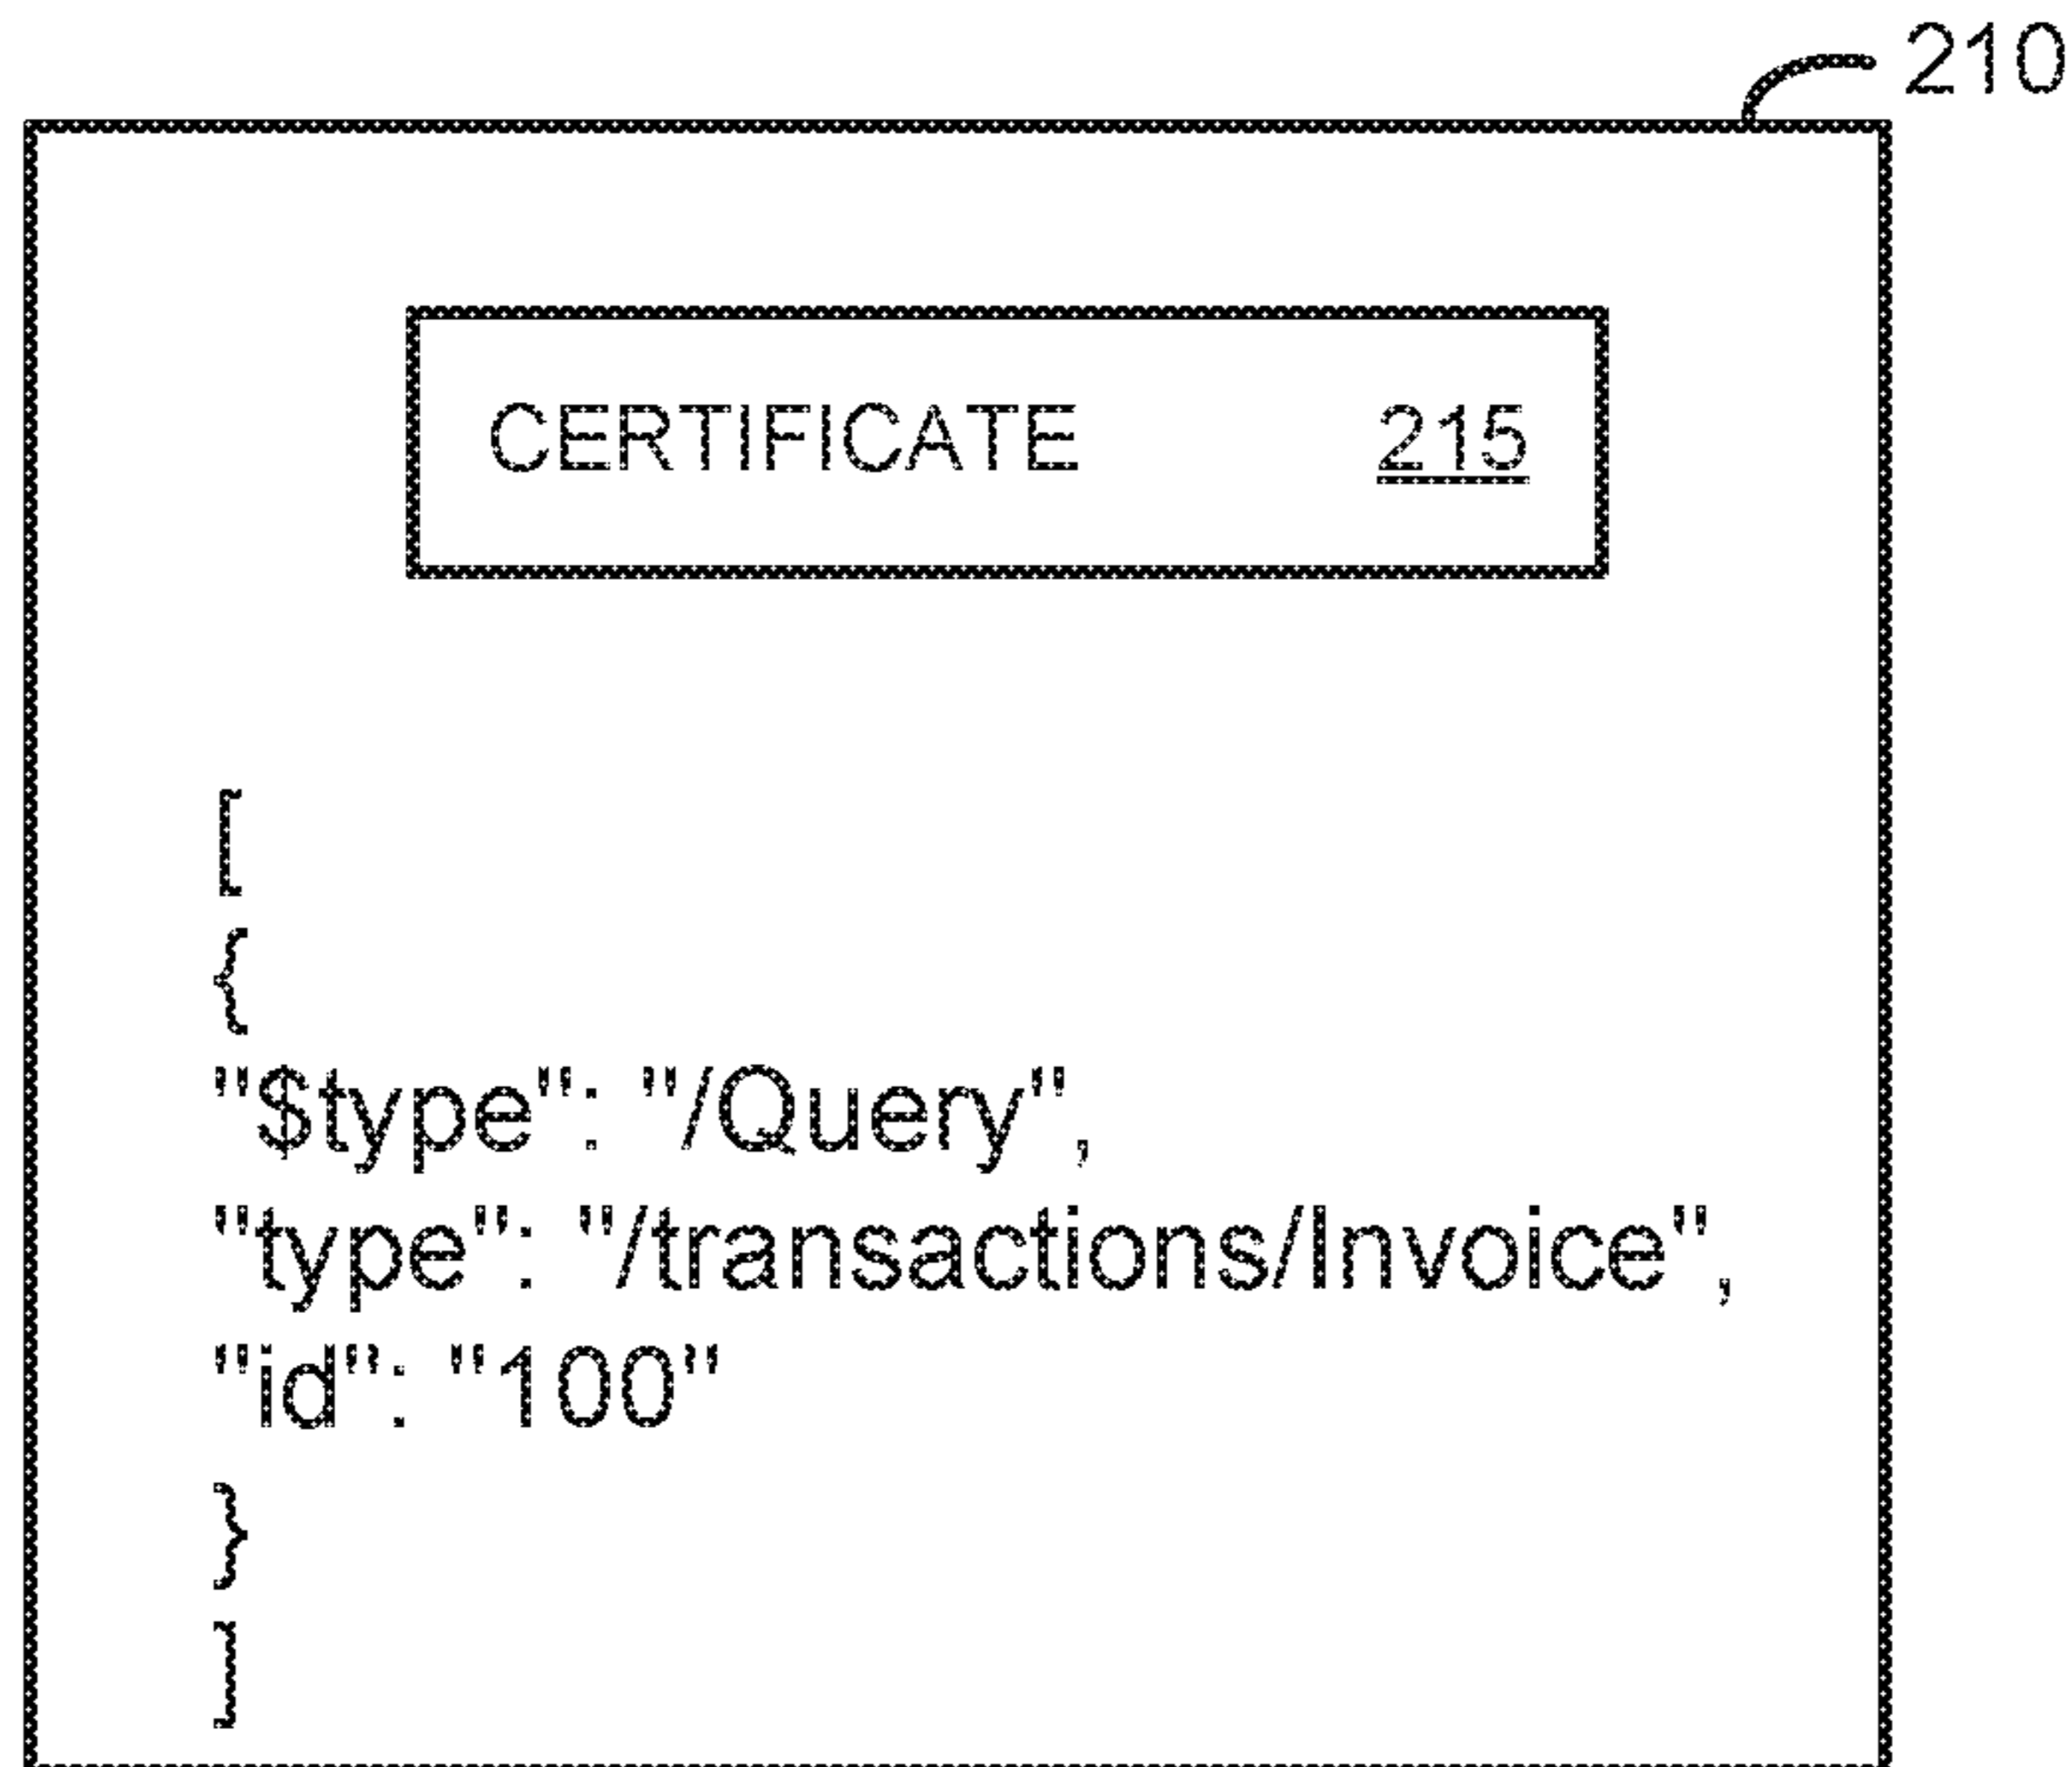 210
CERTIFICATE 215
[
{
"$type": "/Query",
"type": "/transactions/Invoice",
"id": "100"
}
]